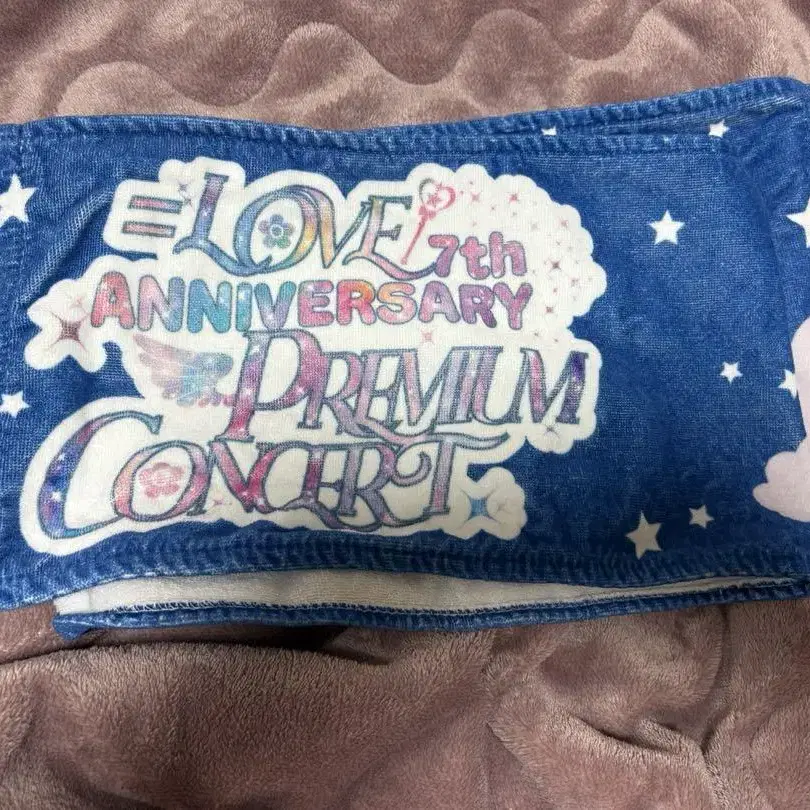 =LOVE 7th
ANNIVERSARY
PREMIUM
CONCERT